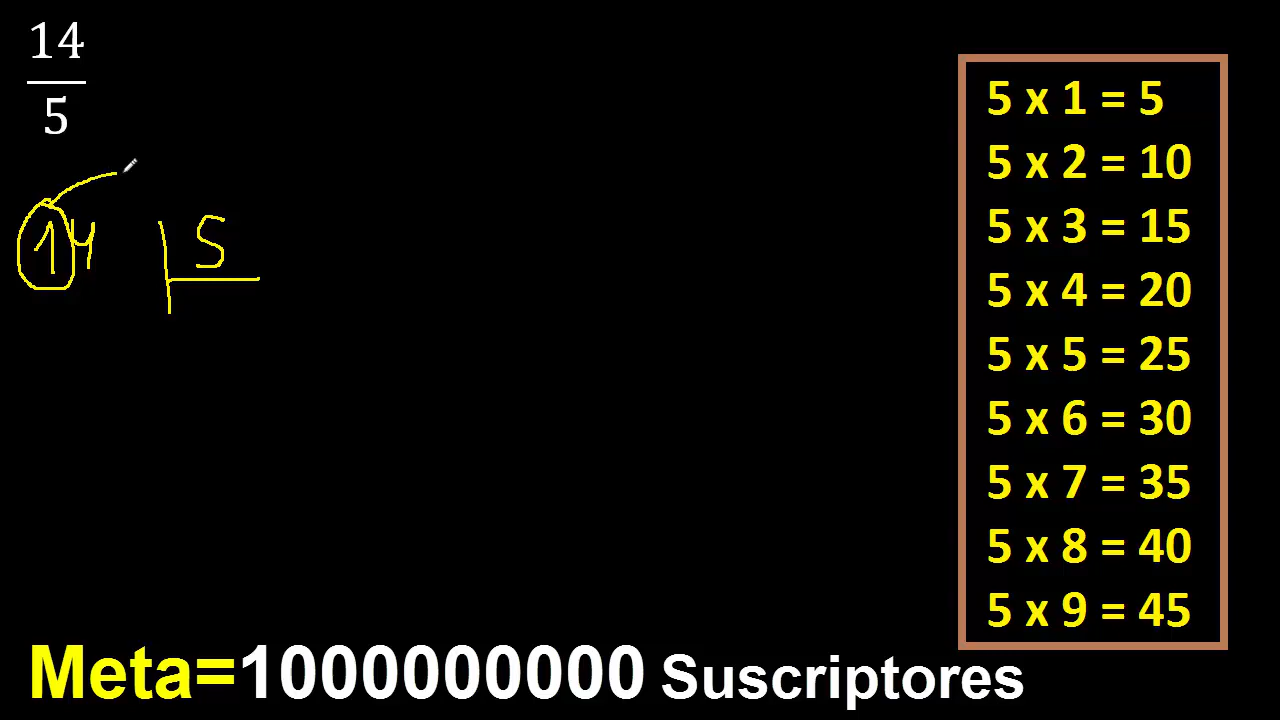 14
5
14 5
5 x 1 = 5
5 x 2 = 10
5 x 3 = 15
5 x 4 = 20
5 x 5 = 25
5 x 6 = 30
5 x 7 = 35
5 x 8 = 40
5 x 9 = 45
Meta=1000000000 Suscriptores